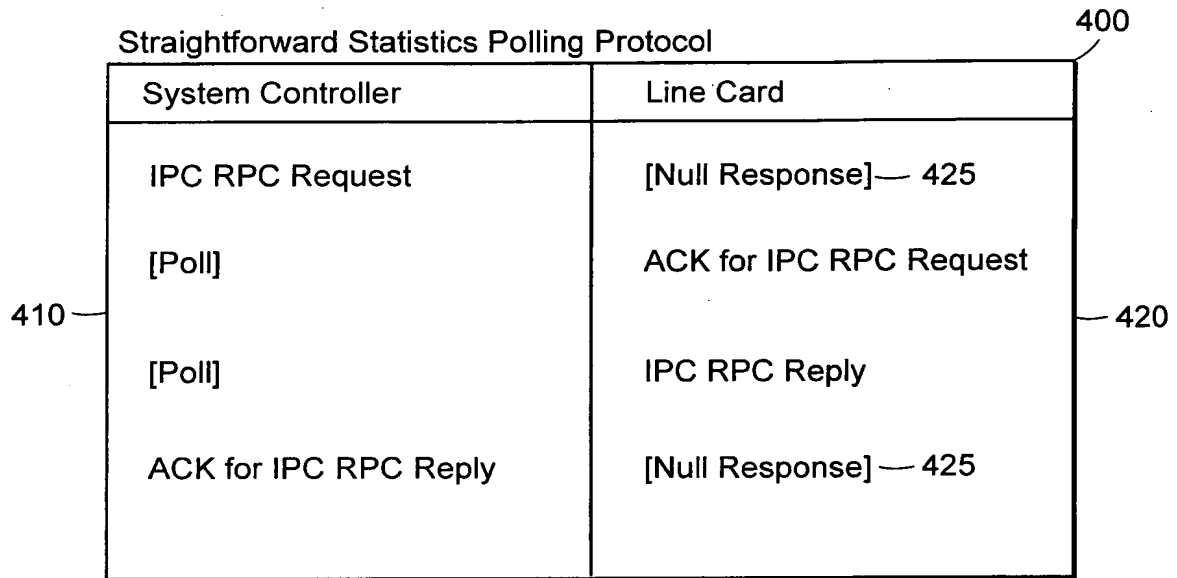 400
Straightforward Statistics Polling Protocol
System Controller Line Card
IPC RPC Request [Null Response] 425
[Poll] ACK for IPC RPC Request
410 420
[Poll] IPC RPC Reply
ACK for IPC RPC Reply [Null Response] 425